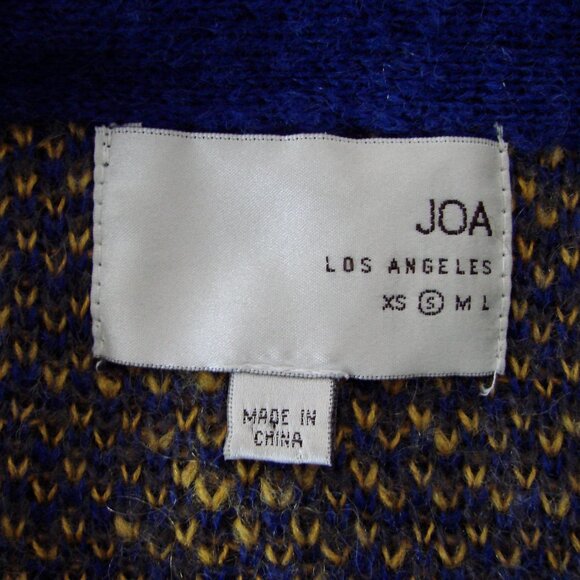 JOA
LOS ANGELES
XS Ⓢ M L
MADE IN
CHINA